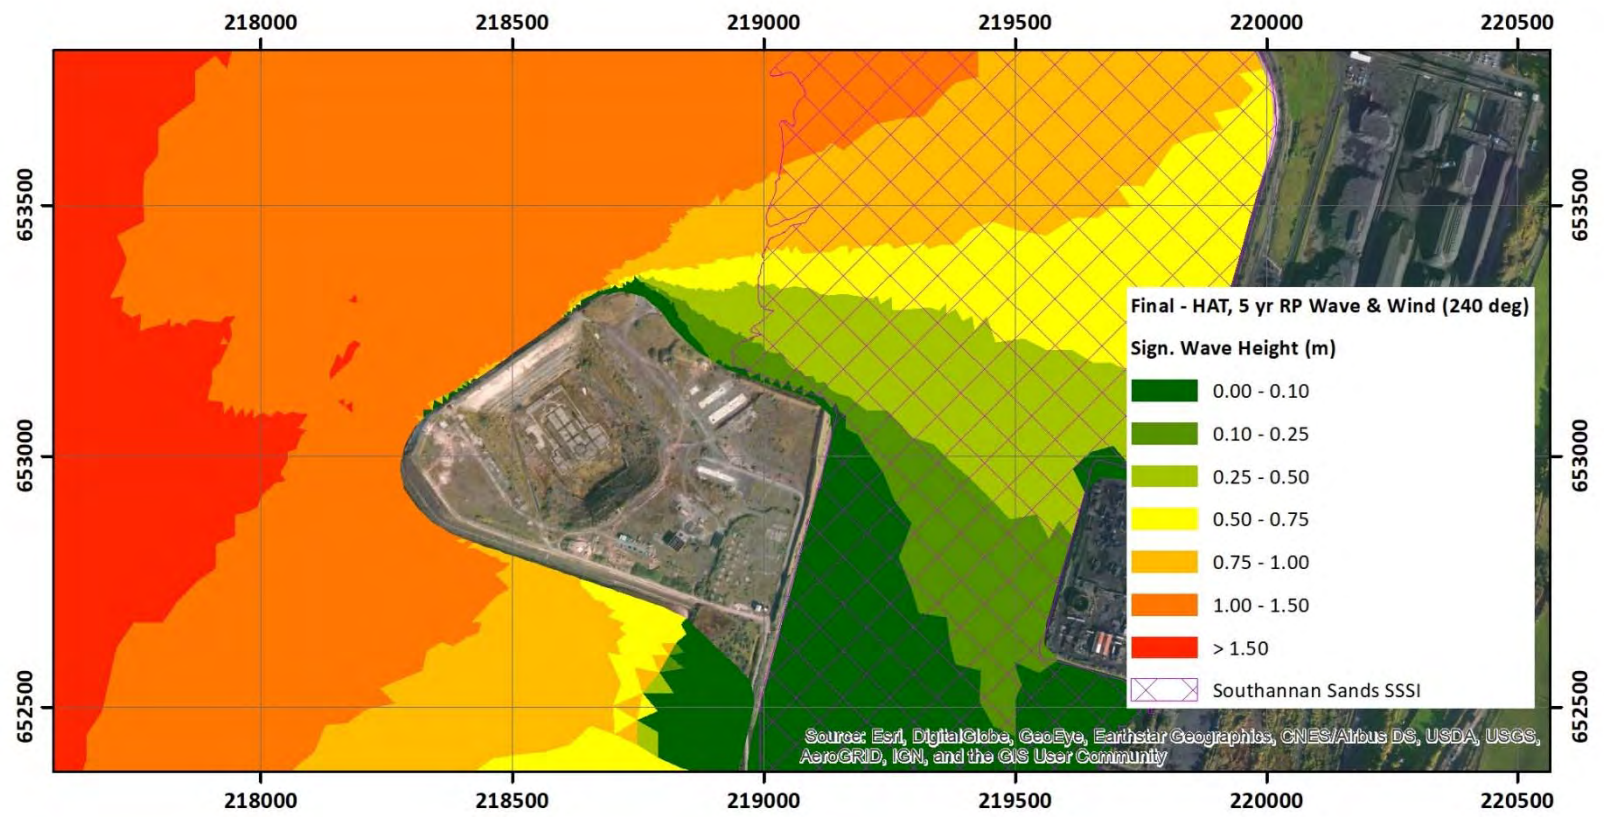 218000 218500 219000 219500 220000 220500
653500 653500
Final - HAT, 5 yr RP Wave & Wind (240 deg)
Sign. Wave Height (m)
0.00 - 0.10
0.10 - 0.25
653000 653000
0.25 - 0.50
0.50 - 0.75
0.75 - 1.00
1.00 - 1.50
> 1.50
Southannan Sands SSSI
652500 652500
Source: Esri, DigitalGlobe, GeoEye, Earthstar Geographics, CNES/Airbus DS, USDA, USGS,
AeroGRID, IGN, and the GIS User Community
218000 218500 219000 219500 220000 220500